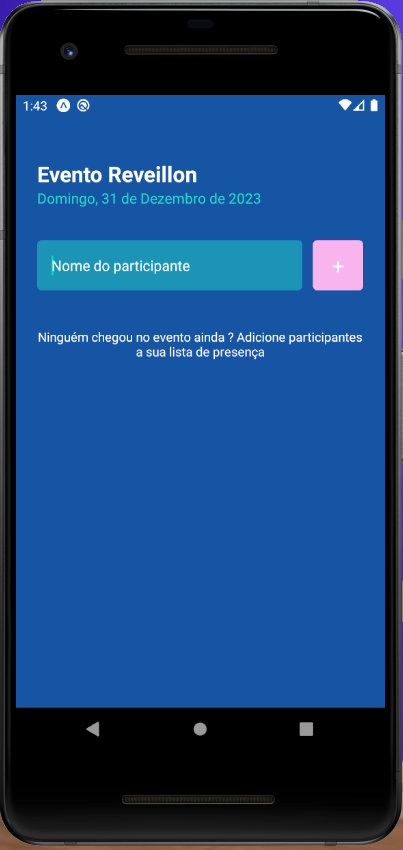 1:43
Evento Reveillon
Domingo, 31 de Dezembro de 2023
Nome do participante
+
Ninguém chegou no evento ainda ? Adicione participantes
a sua lista de presença